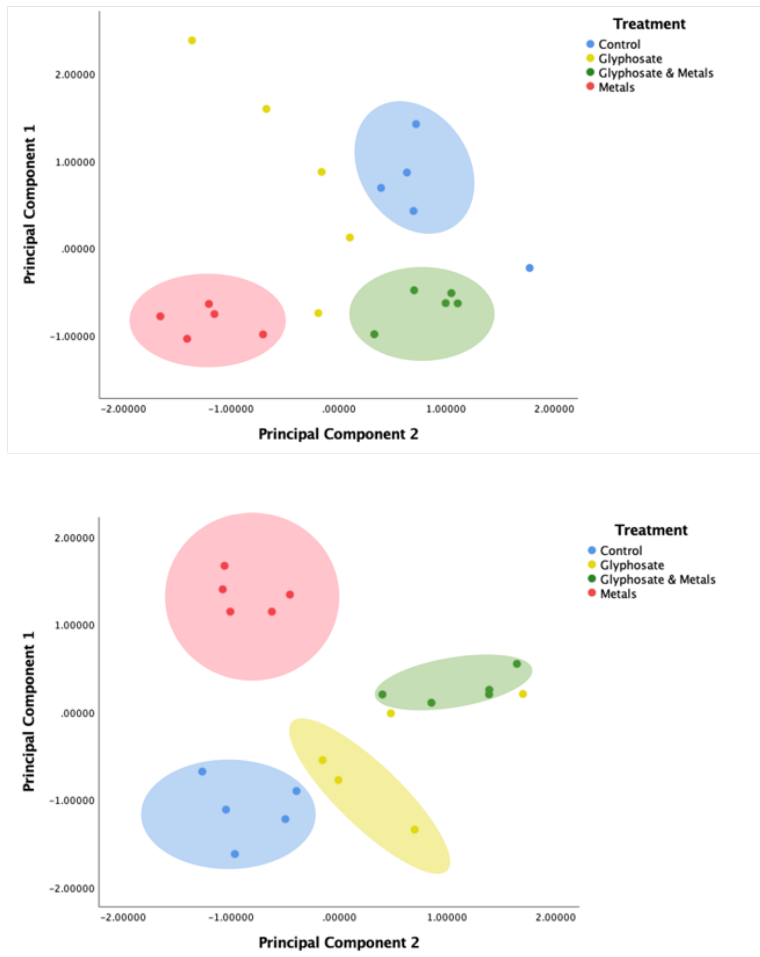 Treatment
Control
Glyphosate
Glyphosate & Metals
Metals
Principal Component 1
2.00000
1.00000
.00000
−1.00000
−2.00000 −1.00000 .00000 1.00000 2.00000
Principal Component 2
Treatment
Control
Glyphosate
Glyphosate & Metals
Metals
Principal Component 1
2.00000
1.00000
.00000
−1.00000
−2.00000
−2.00000 −1.00000 .00000 1.00000 2.00000
Principal Component 2